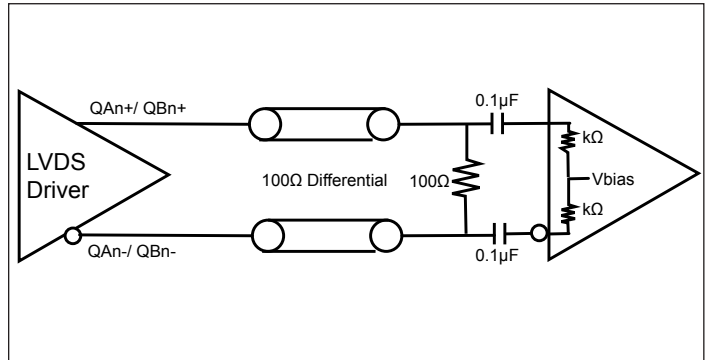 QAn+/ QBn+
0.1µF
LVDS
Driver
100Ω Differential
100Ω
kΩ
Vbias
kΩ
QAn-/ QBn-
0.1µF